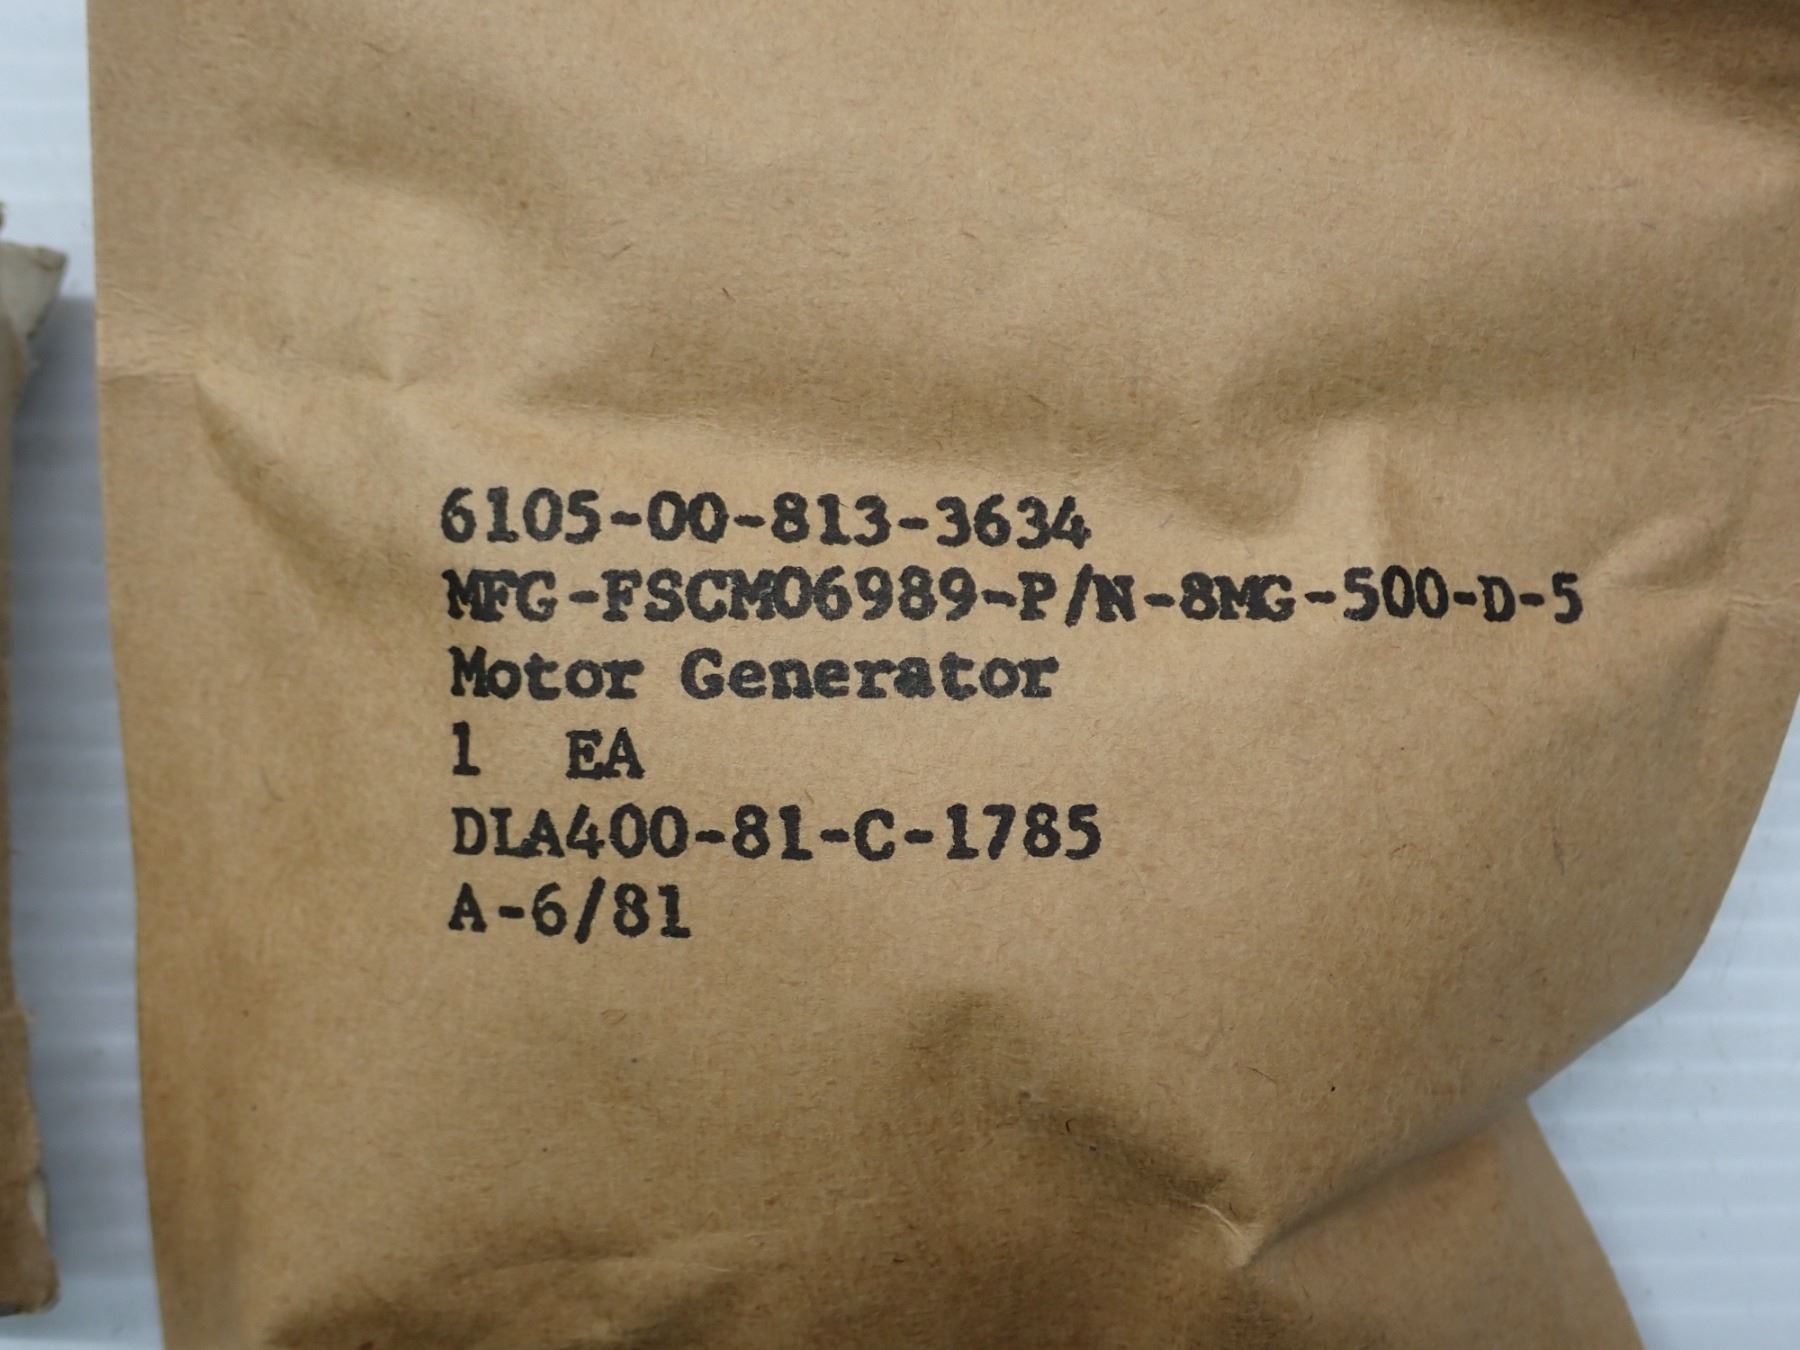 6105-00-813-3634
MFG-FSCM06989-P/N-8MG-500-D-5
Motor Generator
1 EA
DLA400-81-C-1785
A-6/81